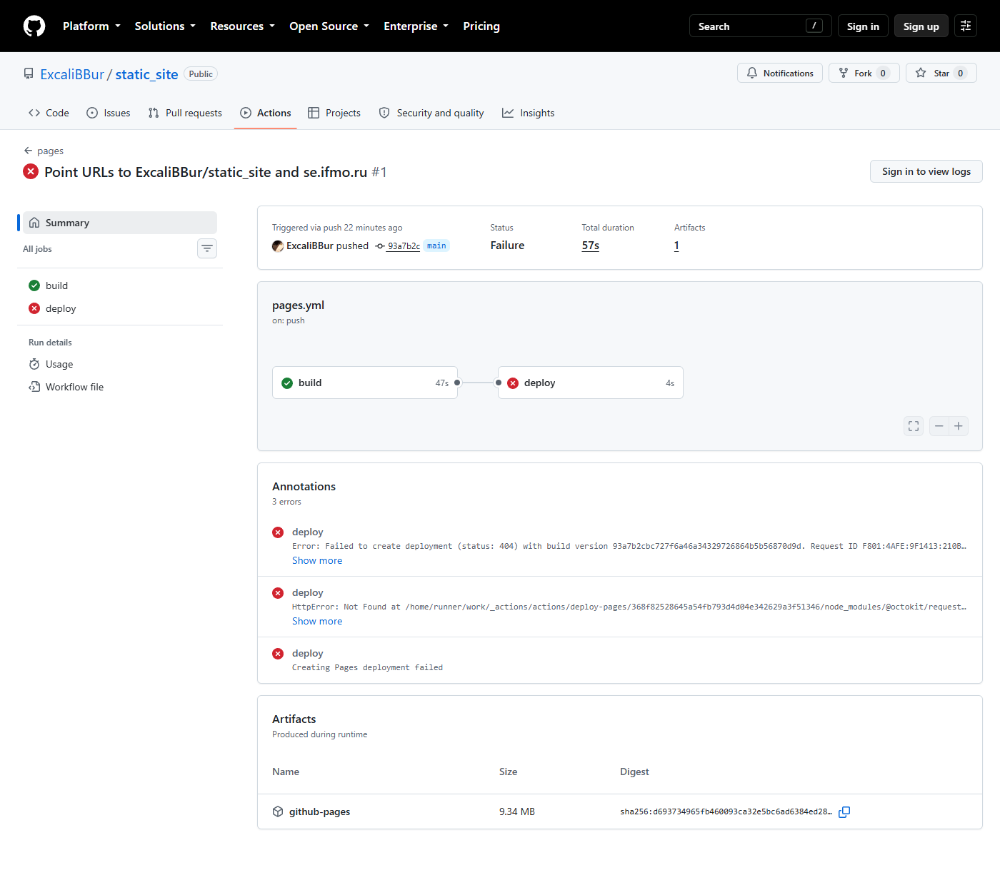 Platform Solutions Resources Open Source Enterprise Pricing Search / Sign in Sign up
ExcaliBBur / static_site Public Notifications Fork 0 Star 0
Code Issues Pull requests Actions Projects Security and quality Insights
pages
Point URLs to ExcaliBBur/static_site and se.ifmo.ru #1
Sign in to view logs
Summary
All jobs
build
deploy
Run details
Usage
Workflow file
Triggered via push 22 minutes ago
ExcaliBBur pushed 93a7b2c main
Status
Failure
Total duration
57s
Artifacts
1
pages.yml
on: push
build 47s
deploy 4s
Annotations
3 errors
deploy
Error: Failed to create deployment (status: 404) with build version 93a7b2cbc727f6a46a34329726864b5b56870d9d. Request ID F801:4AFE:9F1413:210B…
Show more
deploy
HttpError: Not Found at /home/runner/work/_actions/actions/deploy-pages/368f82528645a54fb793d4d04e342629a3f51346/node_modules/@octokit/request…
Show more
deploy
Creating Pages deployment failed
Artifacts
Produced during runtime
Name Size Digest
github-pages 9.34 MB sha256:d693734965fb460093ca32e5bc6ad6384ed28…